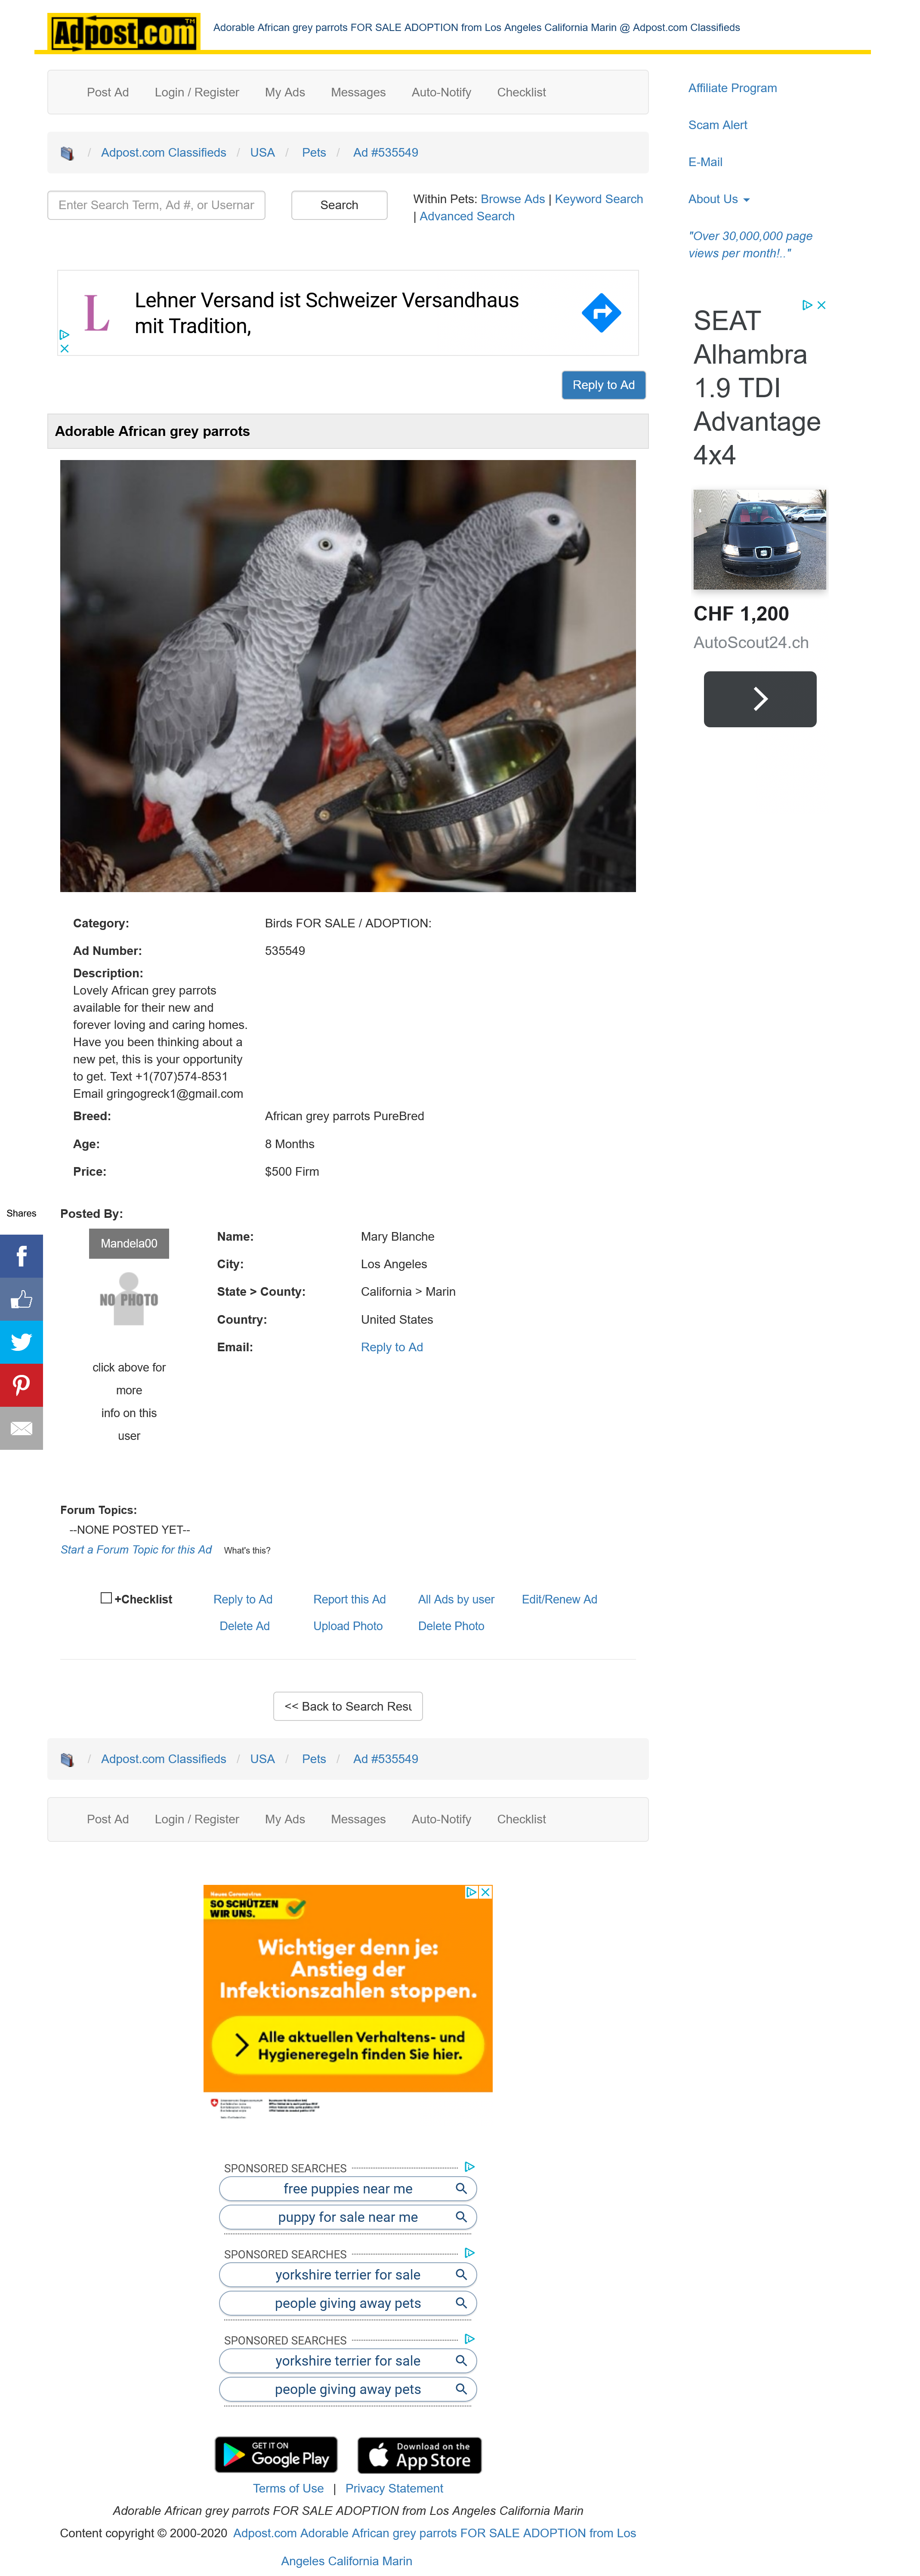 Adpost.com™
Adorable African grey parrots FOR SALE ADOPTION from Los Angeles California Marin @ Adpost.com Classifieds
Post Ad Login / Register My Ads Messages Auto-Notify Checklist
/ Adpost.com Classifieds / USA / Pets / Ad #535549
Enter Search Term, Ad #, or Usernar
Search
Within Pets: Browse Ads | Keyword Search
| Advanced Search
Affiliate Program
Scam Alert
E-Mail
About Us
"Over 30,000,000 page
views per month!.."
L
Lehner Versand ist Schweizer Versandhaus
mit Tradition,
Reply to Ad
SEAT
Alhambra
1.9 TDI
Advantage
4x4
CHF 1,200
AutoScout24.ch
Adorable African grey parrots
Category: Birds FOR SALE / ADOPTION:
Ad Number: 535549
Description:
Lovely African grey parrots
available for their new and
forever loving and caring homes.
Have you been thinking about a
new pet, this is your opportunity
to get. Text +1(707)574-8531
Email gringogreck1@gmail.com
Breed: African grey parrots PureBred
Age: 8 Months
Price: $500 Firm
Shares
Posted By:
Mandela00
NO PHOTO
click above for
more
info on this
user
Name: Mary Blanche
City: Los Angeles
State > County: California > Marin
Country: United States
Email: Reply to Ad
Forum Topics:
--NONE POSTED YET--
Start a Forum Topic for this Ad What's this?
+Checklist Reply to Ad Report this Ad All Ads by user Edit/Renew Ad
Delete Ad Upload Photo Delete Photo
<< Back to Search Resu
/ Adpost.com Classifieds / USA / Pets / Ad #535549
Post Ad Login / Register My Ads Messages Auto-Notify Checklist
Neues Coronavirus
SO SCHÜTZEN
WIR UNS.
Wichtiger denn je:
Anstieg der
Infektionszahlen stoppen.
Alle aktuellen Verhaltens- und
Hygieneregeln finden Sie hier.
SPONSORED SEARCHES
free puppies near me
puppy for sale near me
SPONSORED SEARCHES
yorkshire terrier for sale
people giving away pets
SPONSORED SEARCHES
yorkshire terrier for sale
people giving away pets
GET IT ON
Google Play
Download on the
App Store
Terms of Use | Privacy Statement
Adorable African grey parrots FOR SALE ADOPTION from Los Angeles California Marin
Content copyright © 2000-2020 Adpost.com Adorable African grey parrots FOR SALE ADOPTION from Los
Angeles California Marin